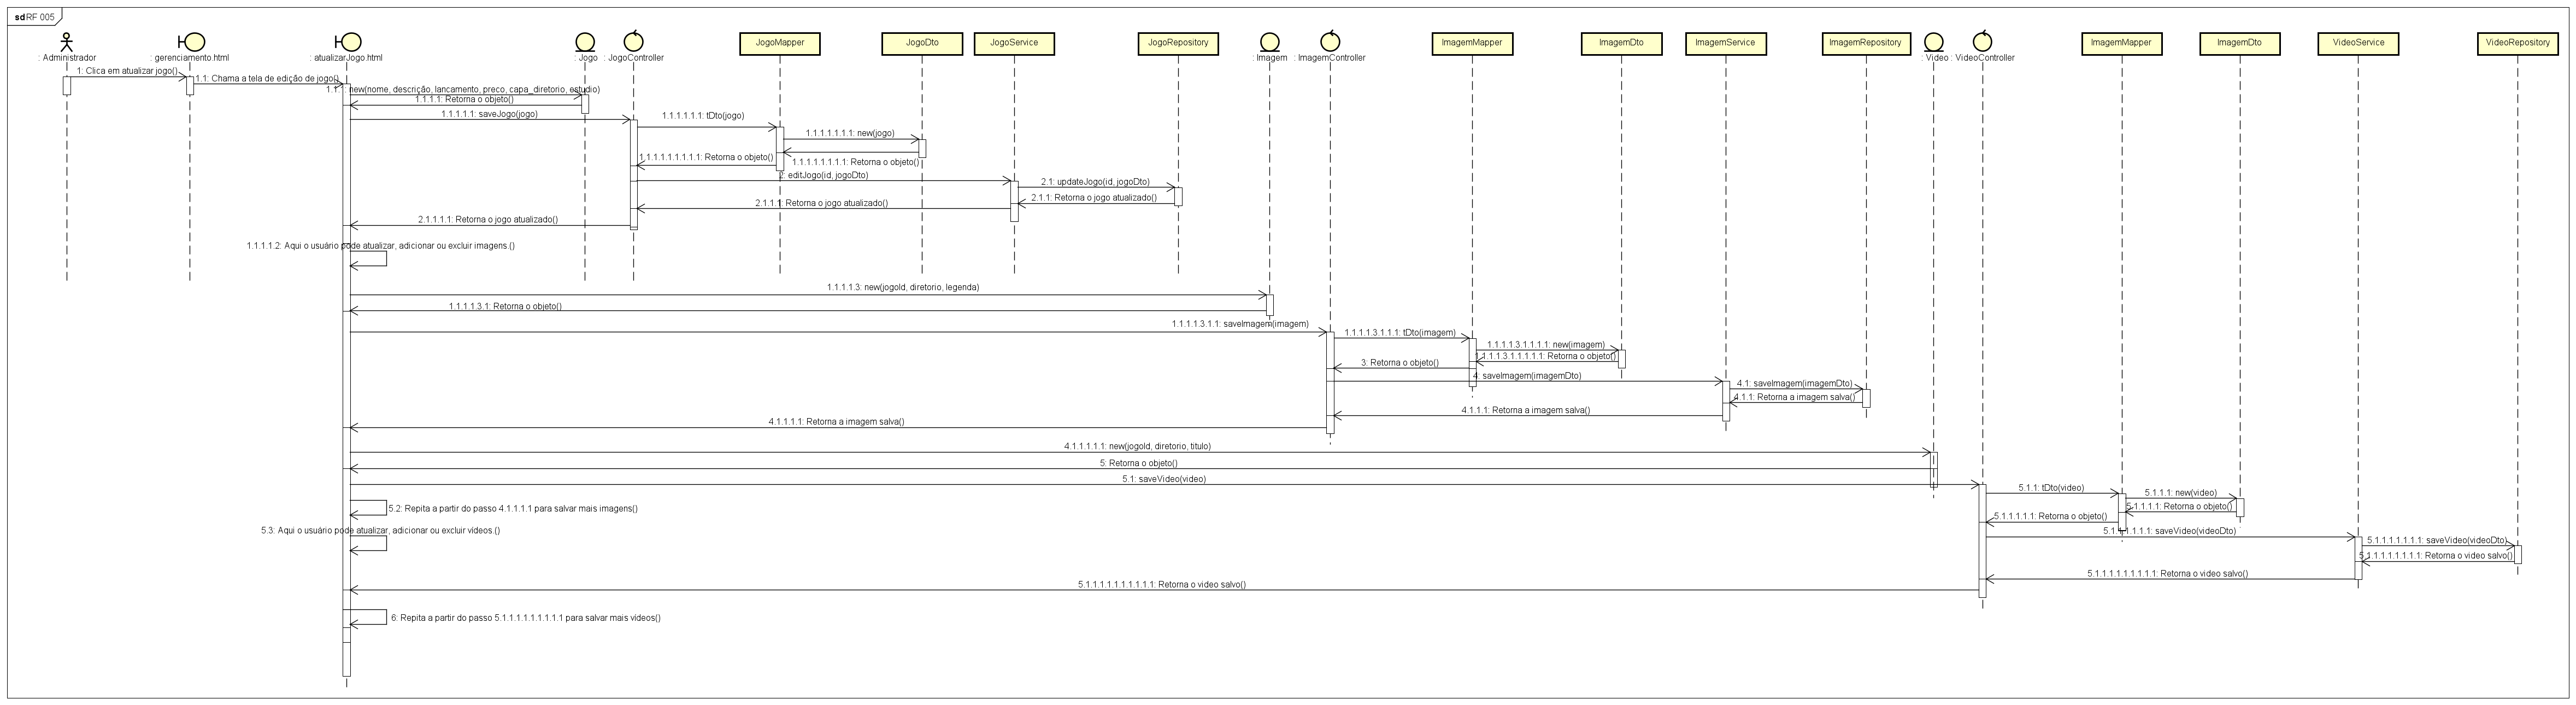 sd RF 005
: Administrador
: gerenciamento.html
: atualizarJogo.html
: Jogo
: JogoController
JogoMapper
JogoDto
JogoService
JogoRepository
: Imagem
: ImagemController
ImagemMapper
ImagemDto
ImagemService
ImagemRepository
: Video
: VideoController
ImagemMapper
ImagemDto
VideoService
VideoRepository
1: Clica em atualizar jogo()
1.1: Chama a tela de edição de jogo()
new(nome, descrição, lancamento, preco, capa_diretorio, estudio)
1.1.1.1: Retorna o objeto()
1.1.1.1.1: saveJogo(jogo)
1.1.1.1.1.1: tDto(jogo)
1.1.1.1.1.1.1: new(jogo)
1.1.1.1.1.1.1.1: Retorna o objeto()
1.1.1.1.1.1.1.1.1: Retorna o objeto()
2: editJogo(id, jogoDto)
2.1: updateJogo(id, jogoDto)
2.1.1: Retorna o jogo atualizado()
2.1.1.1: Retorna o jogo atualizado()
2.1.1.1.1: Retorna o jogo atualizado()
1.1.1.1.2: Aqui o usuário pode atualizar, adicionar ou excluir imagens.()
1.1.1.1.3: new(jogoId, diretorio, legenda)
1.1.1.1.3.1: Retorna o objeto()
1.1.1.1.3.1.1: saveImagem(imagem)
1.1.1.1.3.1.1.1: tDto(imagem)
1.1.1.1.3.1.1.1.1: new(imagem)
1.1.1.1.3.1.1.1.1.1: Retorna o objeto()
3: Retorna o objeto()
4: saveImagem(imagemDto)
4.1: saveImagem(imagemDto)
4.1.1: Retorna a imagem salva()
4.1.1.1: Retorna a imagem salva()
4.1.1.1.1: Retorna a imagem salva()
4.1.1.1.1.1: new(jogoId, diretorio, titulo)
5: Retorna o objeto()
5.1: saveVideo(video)
5.1.1: tDto(video)
5.1.1.1: new(video)
5.1.1.1.1: Retorna o objeto()
5.1.1.1.1.1: Retorna o objeto()
5.2: Repita a partir do passo 4.1.1.1.1 para salvar mais imagens()
5.3: Aqui o usuário pode atualizar, adicionar ou excluir vídeos.()
5.1.1.1.1.1.1: saveVideo(videoDto)
5.1.1.1.1.1.1.1: saveVideo(videoDto)
5.1.1.1.1.1.1.1.1: Retorna o video salvo()
5.1.1.1.1.1.1.1.1.1: Retorna o video salvo()
5.1.1.1.1.1.1.1.1.1.1: Retorna o video salvo()
6: Repita a partir do passo 5.1.1.1.1.1.1.1.1.1.1 para salvar mais vídeos()